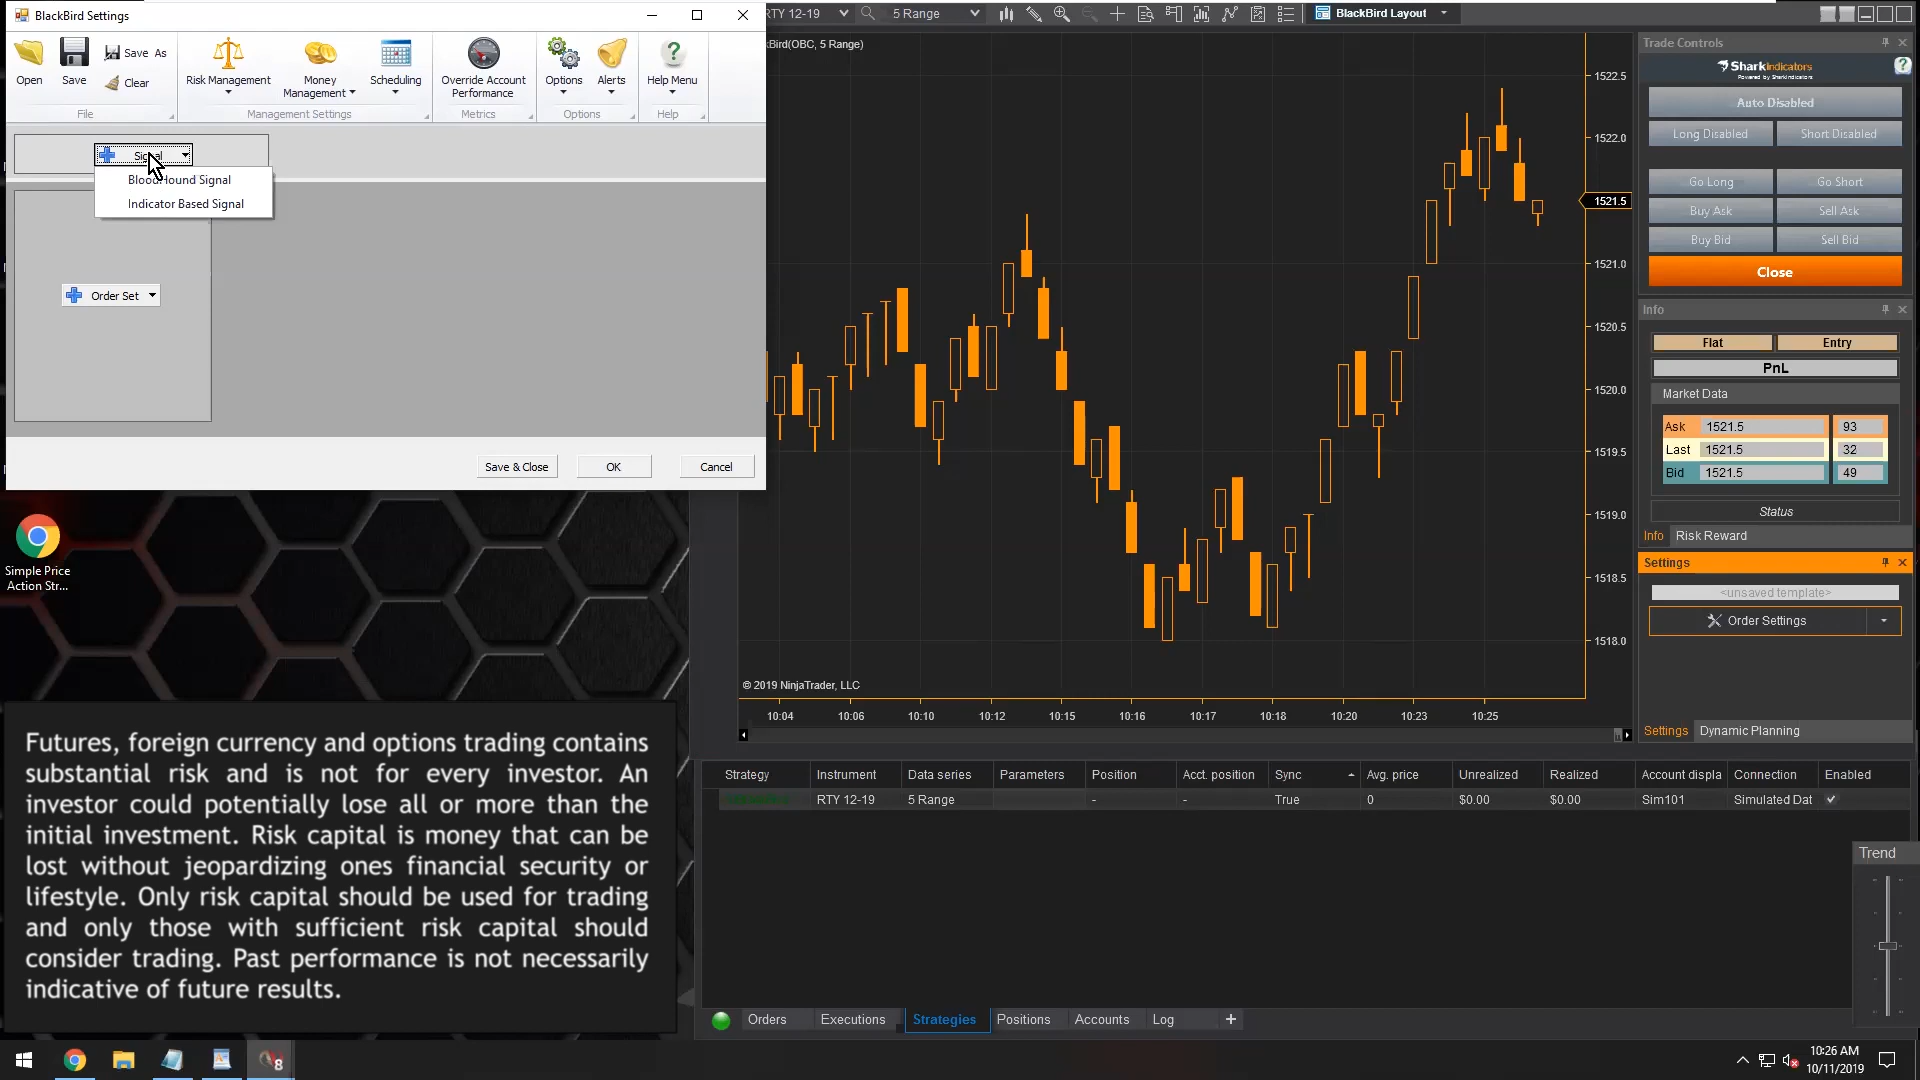 BlackBird Settings
Open
Save
Save As
Clear
File
Risk Management
Money
Management
Scheduling
Management Settings
Override Account
Performance
Metrics
Options
Alerts
Options
Help Menu
Help
Signal
BloodHound Signal
Indicator Based Signal
Order Set
Save & Close
OK
Cancel
RTY 12-19
5 Range
BlackBird Layout
kBird(OBC, 5 Range)
1522.5
1522.0
1521.5
1521.0
1520.5
1520.0
1519.5
1519.0
1518.5
1518.0
© 2019 NinjaTrader, LLC
10:04
10:06
10:10
10:12
10:15
10:16
10:17
10:18
10:20
10:23
10:25
Trade Controls
SharkIndicators
Powered by SharkIndicators
Auto Disabled
Long Disabled
Short Disabled
Go Long
Go Short
Buy Ask
Sell Ask
Buy Bid
Sell Bid
Close
Info
Flat
Entry
PnL
Market Data
Ask 1521.5 93
Last 1521.5 32
Bid 1521.5 49
Status
Info
Risk Reward
Settings
<unsaved template>
Order Settings
Settings
Dynamic Planning
Simple Price
Action Str...
Futures, foreign currency and options trading contains
substantial risk and is not for every investor. An
investor could potentially lose all or more than the
initial investment. Risk capital is money that can be
lost without jeopardizing ones financial security or
lifestyle. Only risk capital should be used for trading
and only those with sufficient risk capital should
consider trading. Past performance is not necessarily
indicative of future results.
Strategy Instrument Data series Parameters Position Acct. position Sync Avg. price Unrealized Realized Account displa Connection Enabled
RTY 12-19 5 Range - - True 0 $0.00 $0.00 Sim101 Simulated Dat
Trend
Orders
Executions
Strategies
Positions
Accounts
Log
+
8
10:26 AM
10/11/2019